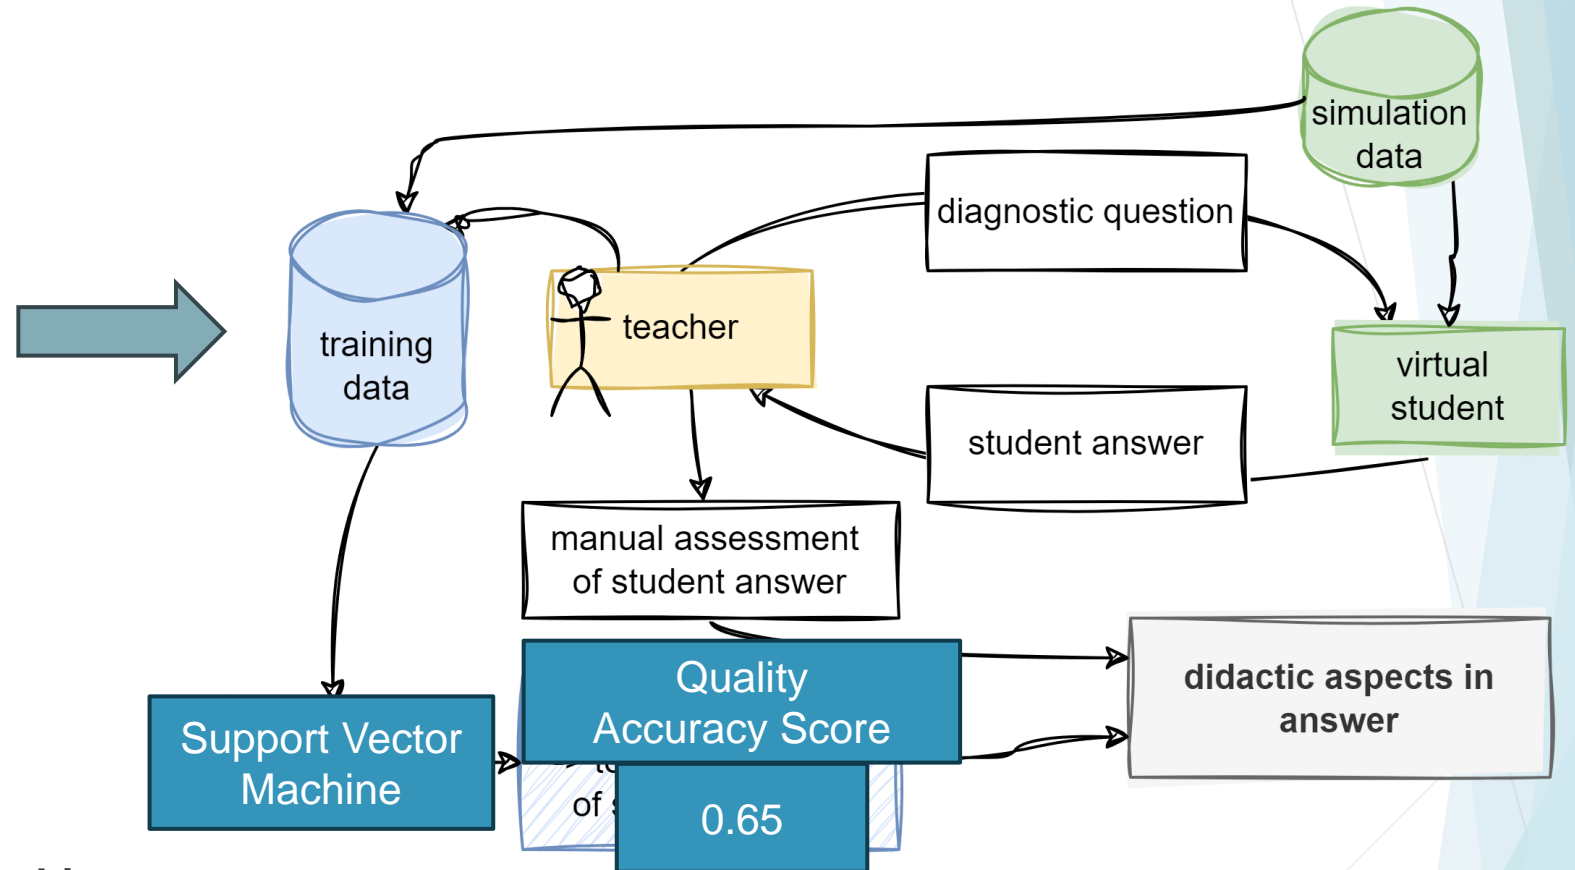 simulation
data
diagnostic question
training
data
teacher
virtual
student
student answer
manual assessment
of student answer
Quality
Accuracy Score
didactic aspects in
answer
Support Vector
Machine
of
0.65